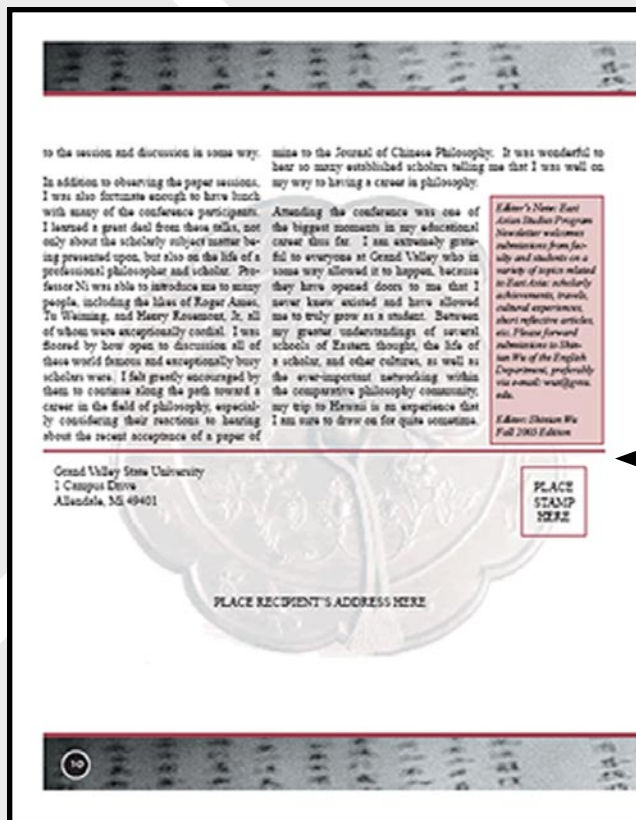 to the session and discussion in some way.
In addition to observing the paper sessions,
I was also fortunate enough to have lunch
with many of the conference participants.
I learned a great deal from these talks, not
only about the scholarly subject matter be-
ing presented upon, but also on the life of a
professional philosopher and scholar. Pro-
fessor Ni was able to introduce me to many
people, including the likes of Roger Ames,
Tu Weiming, and Henry Rosemont, Jr, all
of whom were exceptionally cordial. I was
floored by how open to discussion all of
these world famous and exceptionally busy
scholars were. I felt greatly encouraged by
them to continue along the path toward a
career in the field of philosophy, especial-
ly considering their reactions to hearing
about the recent acceptance of a paper of
mine to the Journal of Chinese Philosophy. It was wonderful to
hear so many established scholars telling me that I was well on
my way to having a career in philosophy.
Attending the conference was one of
the biggest moments in my educational
career thus far. I am extremely grate-
ful to everyone at Grand Valley who in
some way allowed it to happen, because
they have opened doors to me that I
never knew existed and have allowed
me to truly grow as a student. Between
my greater understandings of several
schools of Eastern thought, the life of
a scholar, and other cultures, as well as
the ever-important networking within
the comparative philosophy community,
my trip to Hawaii is an experience that
I am sure to draw on for quite sometime.
Editor's Note: East
Asian Studies Program
Newsletter welcomes
submissions from fac-
ulty and students on a
variety of topics related
to East Asia: scholarly
achievements, travels,
cultural experiences,
short reflective articles,
etc. Please forward
submissions to Shin-
ian Wu of the English
Department, preferably
via e-mail: wus@gvsu.
edu.
Editor: Shinian Wu
Fall 2005 Edition
Grand Valley State University
1 Campus Drive
Allendale, Mi 49401
PLACE
STAMP
HERE
PLACE RECIPIENT'S ADDRESS HERE
10